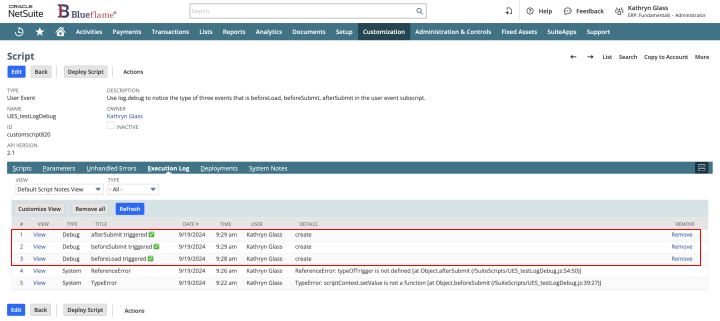 ORACLE
NetSuite
Blueflame
Search
Help
Feedback
Kathryn Glass
ERP: Fundamentals - Administrator
Activities Payments Transactions Lists Reports Analytics Documents Setup Customization Administration & Controls Fixed Assets SuiteApps Support
Script
List Search Copy to Account More
Edit Back Deploy Script Actions
TYPE
User Event
NAME
UES_testLogDebug
ID
customscript820
API VERSION
2.1
DESCRIPTION
Use log.debug to notice the type of three events that is beforeLoad, beforeSubmit, afterSubmit in the user event subscript.
OWNER
Kathryn Glass
INACTIVE
Scripts Parameters Unhandled Errors Execution Log Deployments System Notes
VIEW TYPE
Default Script Notes View - All -
Customize View Remove all Refresh
# VIEW TYPE TITLE DATE TIME USER DETAILS REMOVE
1 View Debug afterSubmit triggered ✅ 9/19/2024 9:29 am Kathryn Glass create Remove
2 View Debug beforeSubmit triggered ✅ 9/19/2024 9:29 am Kathryn Glass create Remove
3 View Debug beforeLoad triggered ✅ 9/19/2024 9:28 am Kathryn Glass create Remove
4 View System ReferenceError 9/19/2024 9:26 am Kathryn Glass ReferenceError: typeOfTrigger is not defined [at Object.afterSubmit (/SuiteScripts/UES_testLogDebug.js:54:50)]
5 View System TypeError 9/19/2024 9:22 am Kathryn Glass TypeError: scriptContext.setValue is not a function [at Object.beforeSubmit (/SuiteScripts/UES_testLogDebug.js:39:27)]
Edit Back Deploy Script Actions